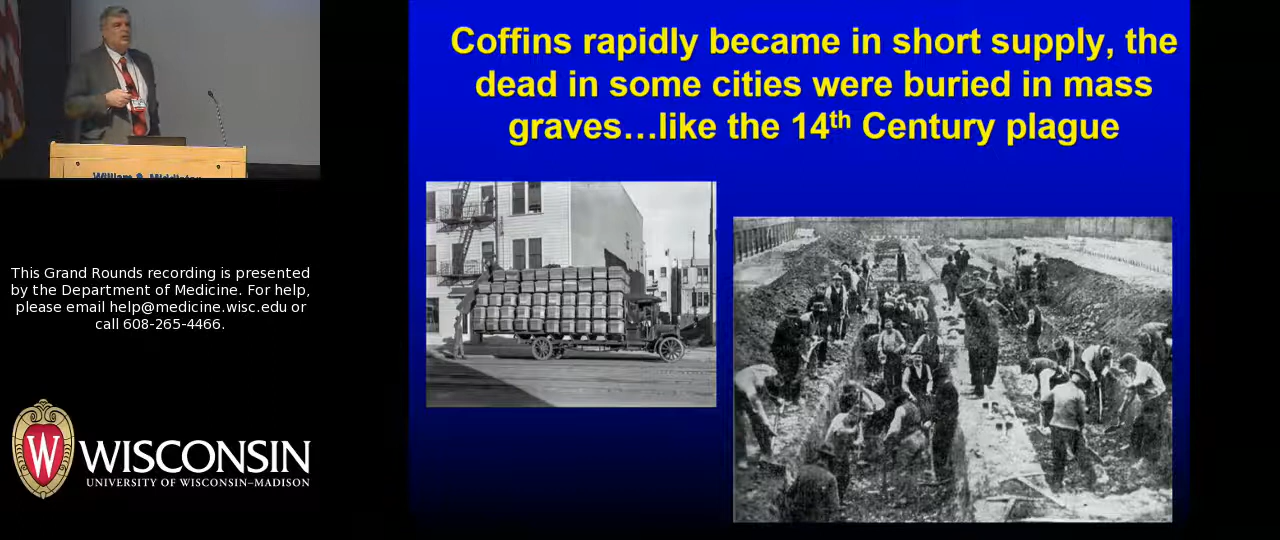 Coffins rapidly became in short supply, the
dead in some cities were buried in mass
graves…like the 14th Century plague
William S. Middleton
This Grand Rounds recording is presented
by the Department of Medicine. For help,
please email help@medicine.wisc.edu or
call 608-265-4466.
W
WISCONSIN
UNIVERSITY OF WISCONSIN–MADISON